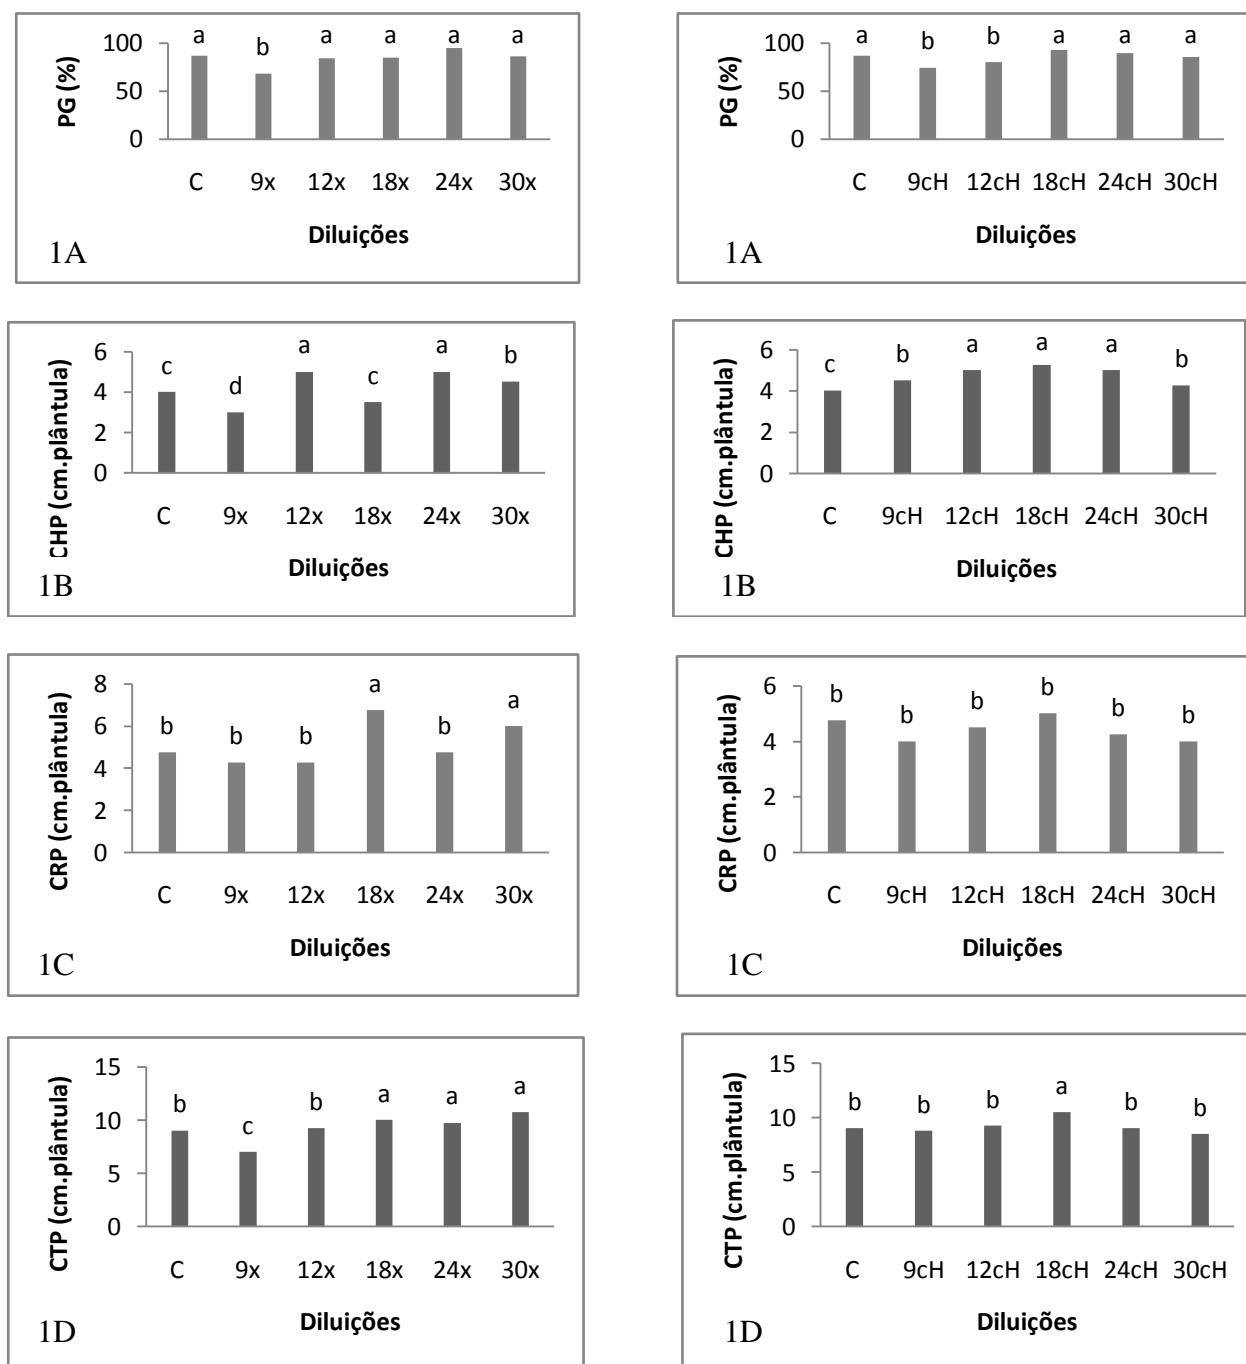 PG (%)
100
50
0
a b a a a a
C 9x 12x 18x 24x 30x
Diluições
1A
PG (%)
100
50
0
a b b a a a
C 9cH 12cH 18cH 24cH 30cH
Diluições
1A
CHP (cm.plântula)
6
4
2
0
c d a c a b
C 9x 12x 18x 24x 30x
Diluições
1B
CHP (cm.plântula)
6
4
2
0
c b a a a b
C 9cH 12cH 18cH 24cH 30cH
Diluições
1B
CRP (cm.plântula)
8
6
4
2
0
b b b a b a
C 9x 12x 18x 24x 30x
Diluições
1C
CRP (cm.plântula)
6
4
2
0
b b b b b b
C 9cH 12cH 18cH 24cH 30cH
Diluições
1C
CTP (cm.plântula)
15
10
5
0
b c b a a a
C 9x 12x 18x 24x 30x
Diluições
1D
CTP (cm.plântula)
15
10
5
0
b b b a b b
C 9cH 12cH 18cH 24cH 30cH
Diluições
1D